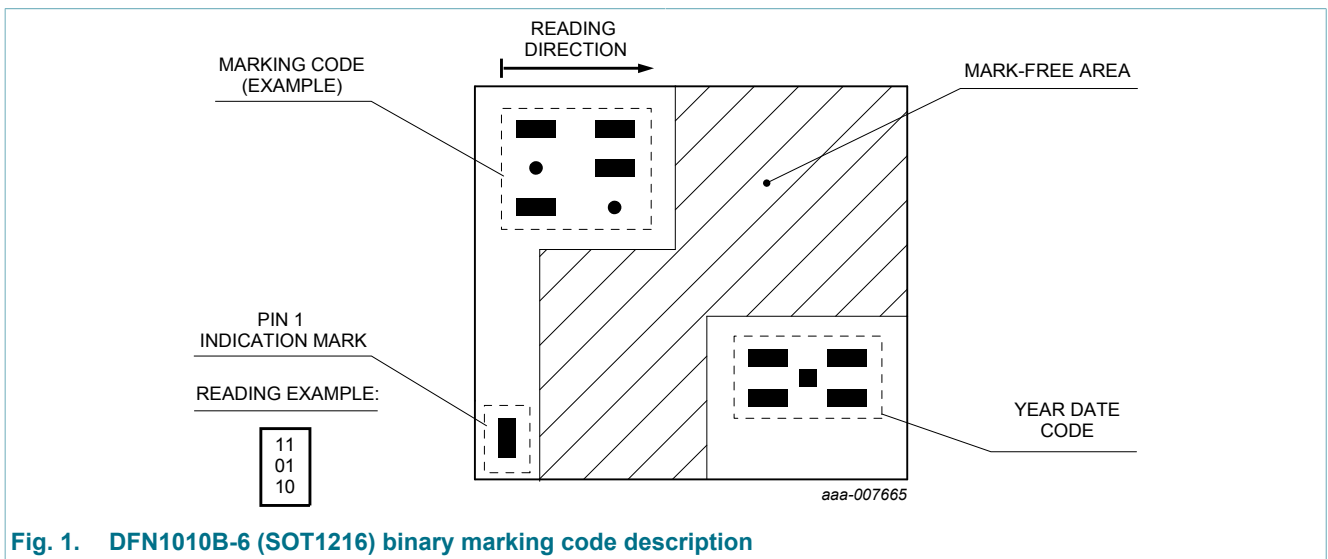 READING
DIRECTION
MARKING CODE
(EXAMPLE)
MARK-FREE AREA
PIN 1
INDICATION MARK
READING EXAMPLE:
11
01
10
YEAR DATE
CODE
aaa-007665
Fig. 1. DFN1010B-6 (SOT1216) binary marking code description